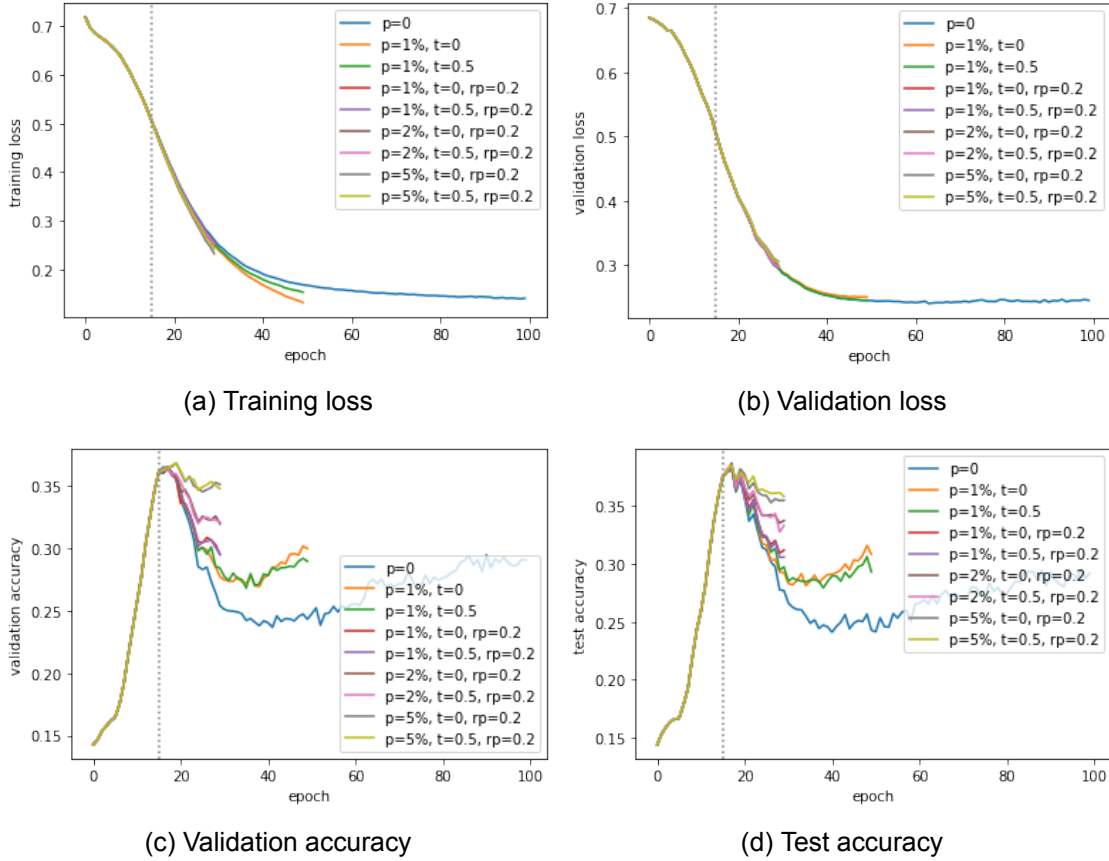 training loss
0.7
0.6
0.5
0.4
0.3
0.2
0
20
40
60
80
100
epoch
p=0
p=1%, t=0
p=1%, t=0.5
p=1%, t=0, rp=0.2
p=1%, t=0.5, rp=0.2
p=2%, t=0, rp=0.2
p=2%, t=0.5, rp=0.2
p=5%, t=0, rp=0.2
p=5%, t=0.5, rp=0.2
(a) Training loss
validation loss
0.7
0.6
0.5
0.4
0.3
0
20
40
60
80
100
epoch
p=0
p=1%, t=0
p=1%, t=0.5
p=1%, t=0, rp=0.2
p=1%, t=0.5, rp=0.2
p=2%, t=0, rp=0.2
p=2%, t=0.5, rp=0.2
p=5%, t=0, rp=0.2
p=5%, t=0.5, rp=0.2
(b) Validation loss
validation accuracy
0.35
0.30
0.25
0.20
0.15
0
20
40
60
80
100
epoch
p=0
p=1%, t=0
p=1%, t=0.5
p=1%, t=0, rp=0.2
p=1%, t=0.5, rp=0.2
p=2%, t=0, rp=0.2
p=2%, t=0.5, rp=0.2
p=5%, t=0, rp=0.2
p=5%, t=0.5, rp=0.2
(c) Validation accuracy
test accuracy
0.35
0.30
0.25
0.20
0.15
0
20
40
60
80
100
epoch
p=0
p=1%, t=0
p=1%, t=0.5
p=1%, t=0, rp=0.2
p=1%, t=0.5, rp=0.2
p=2%, t=0, rp=0.2
p=2%, t=0.5, rp=0.2
p=5%, t=0, rp=0.2
p=5%, t=0.5, rp=0.2
(d) Test accuracy